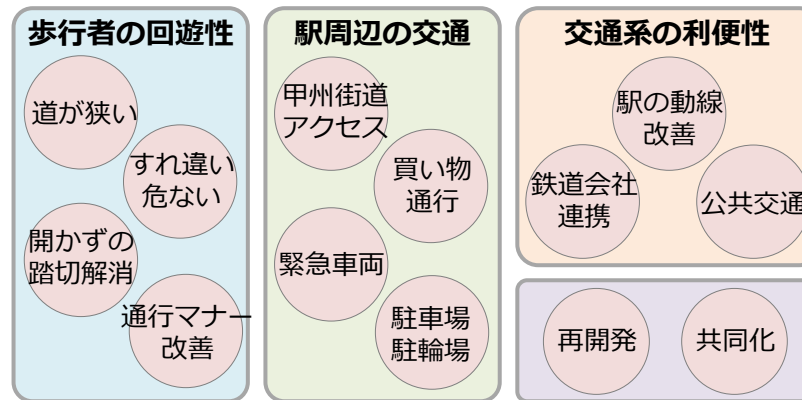 歩行者の回遊性
道が狭い
すれ違い
危ない
開かずの
踏切解消
通行マナー
改善
駅周辺の交通
甲州街道
アクセス
買い物
通行
緊急車両
駐車場
駐輪場
交通系の利便性
駅の動線
改善
鉄道会社
連携
公共交通
再開発
共同化